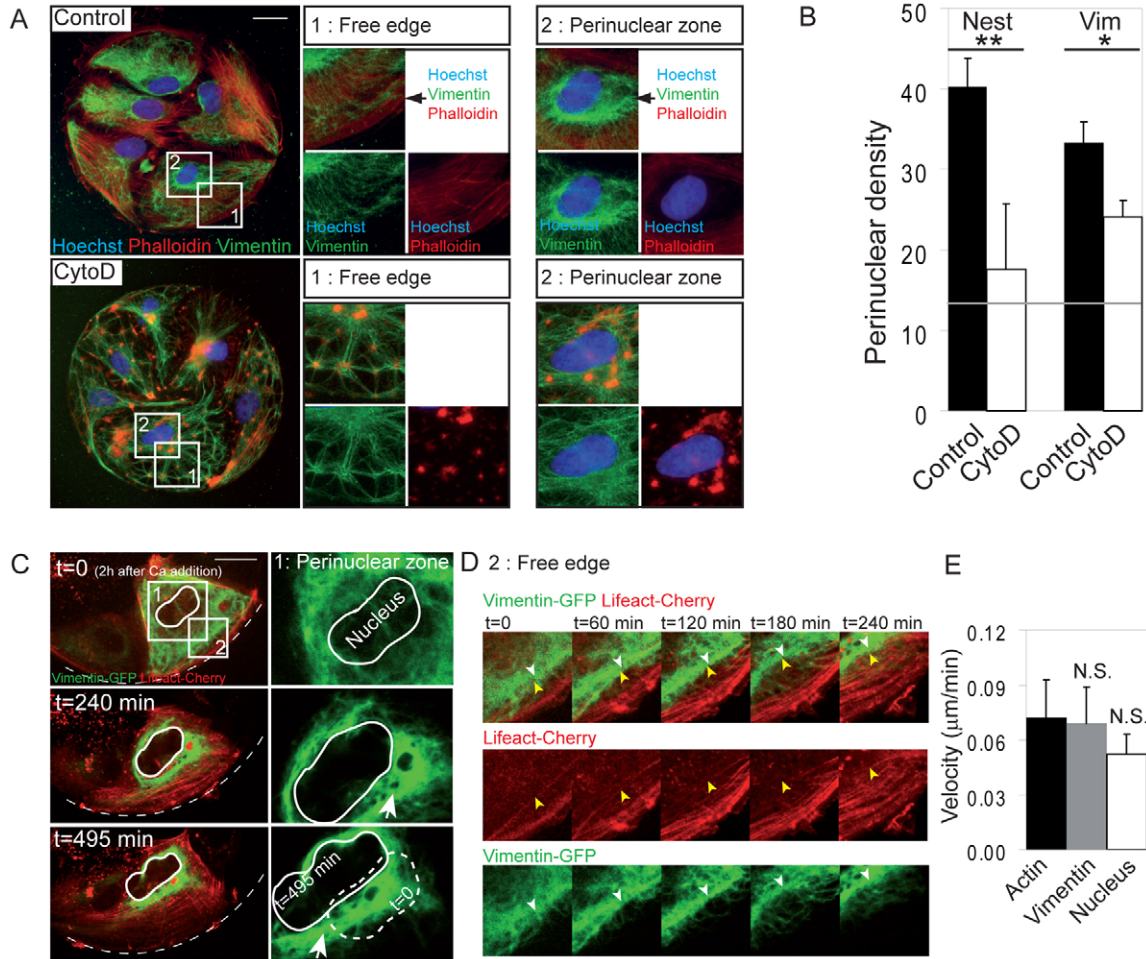 A
Control
1 : Free edge
2 : Perinuclear zone
Hoechst
Vimentin
Phalloidin
Hoechst
Vimentin
Phalloidin
2
1
Hoechst Phalloidin Vimentin
Hoechst
Vimentin
Hoechst
Phalloidin
Hoechst
Vimentin
Hoechst
Phalloidin
CytoD
1 : Free edge
2 : Perinuclear zone
2
1
B
Perinuclear density
50
40
30
20
10
0
Nest
**
Vim
*
Control
CytoD
Control
CytoD
C
t=0 (2h after Ca addition)
1
2
Vimentin-GFP Lifeact-Cherry
1: Perinuclear zone
Nucleus
t=240 min
t=495 min
t=495 min
t=0
D
2 : Free edge
Vimentin-GFP Lifeact-Cherry
t=0 t=60 min t=120 min t=180 min t=240 min
Lifeact-Cherry
Vimentin-GFP
E
Velocity (μm/min)
0.12
0.09
0.06
0.03
0.00
N.S.
N.S.
Actin
Vimentin
Nucleus